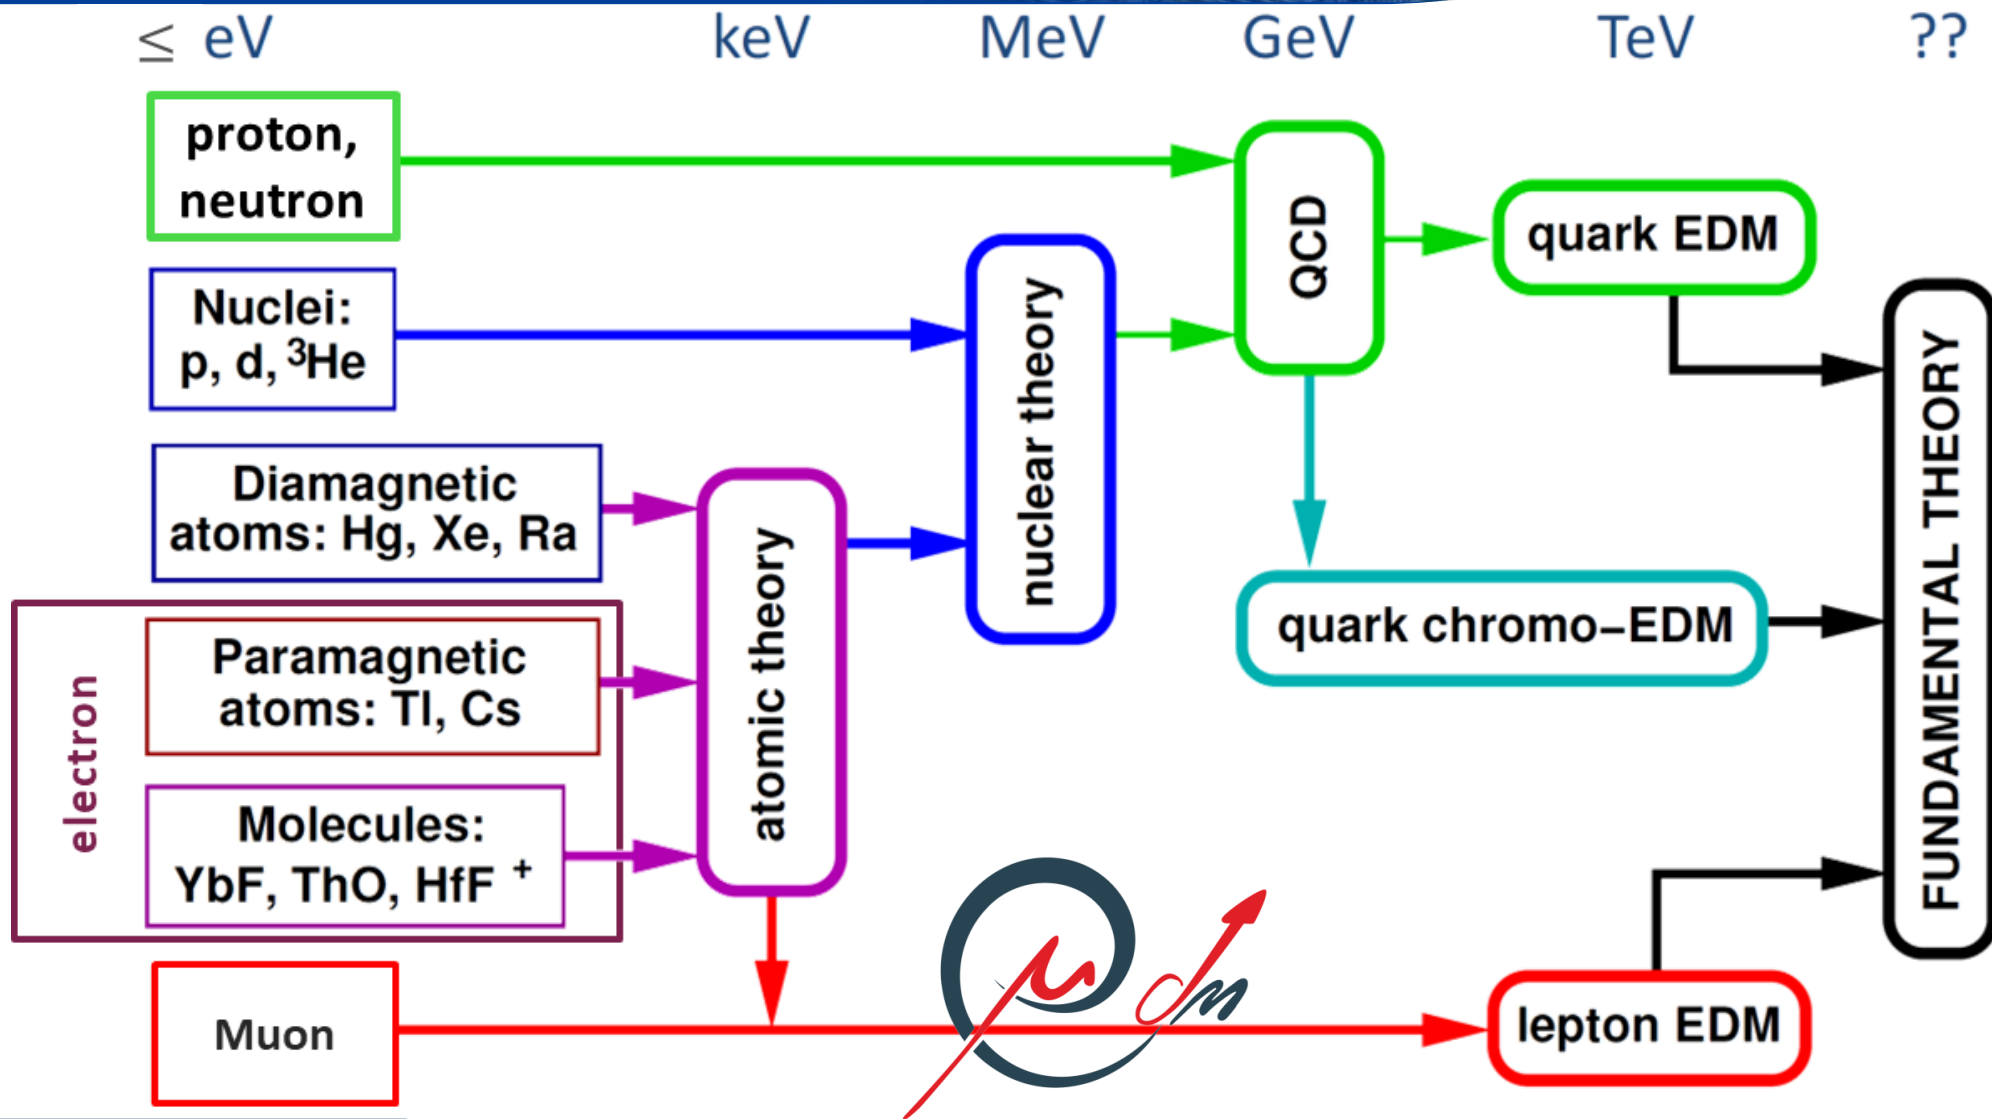 ≤ eV keV MeV GeV TeV ??
proton,
neutron
QCD
quark EDM
Nuclei:
p, d, ³He
nuclear theory
FUNDAMENTAL THEORY
Diamagnetic
atoms: Hg, Xe, Ra
atomic theory
quark chromo–EDM
electron
Paramagnetic
atoms: Tl, Cs
Molecules:
YbF, ThO, HfF ⁺
Muon
μ dm
lepton EDM